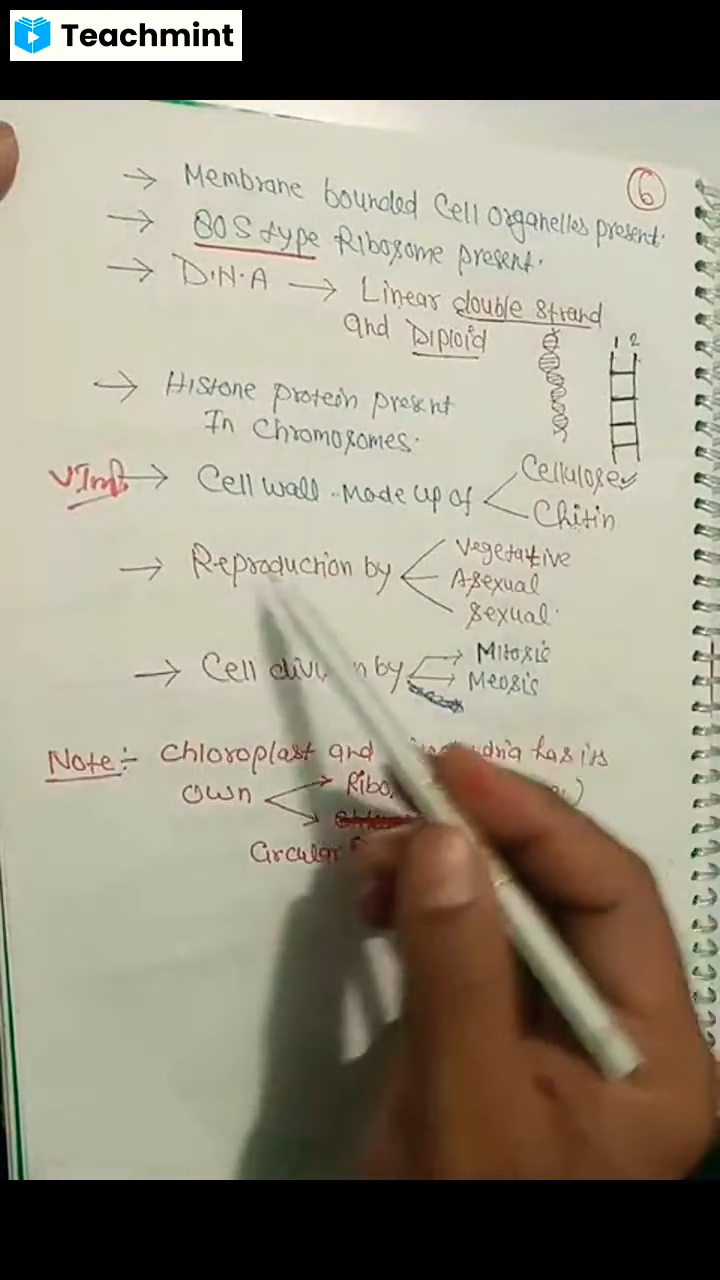 Teachmint
6
→ Membrane bounded Cell organelles present.
→ 80S type Ribosome present.
→ D.N.A → Linear double strand
and Diploid
1 2
→ Histone protein present
In chromosomes.
V Imp → Cell wall Made up of Cellulose
Chitin
→ Reproduction by Vegetative
Asexual
Sexual
→ Cell by → Mitosis
→ Meosis
Note:- Chloroplast and has its
Own →
→
Circular